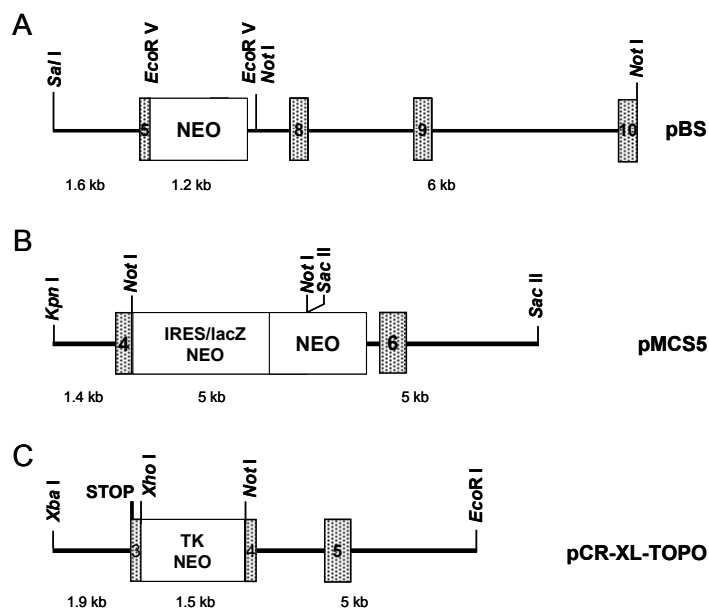 A
Sal I
EcoR V
EcoR V
Not I
Not I
5
NEO
8
9
10
pBS
1.6 kb
1.2 kb
6 kb
B
Kpn I
Not I
Not I
Sac II
Sac II
4
IRES/lacZ
NEO
NEO
6
pMCS5
1.4 kb
5 kb
5 kb
C
Xba I
STOP
Xho I
Not I
EcoR I
3
TK
NEO
4
5
pCR-XL-TOPO
1.9 kb
1.5 kb
5 kb